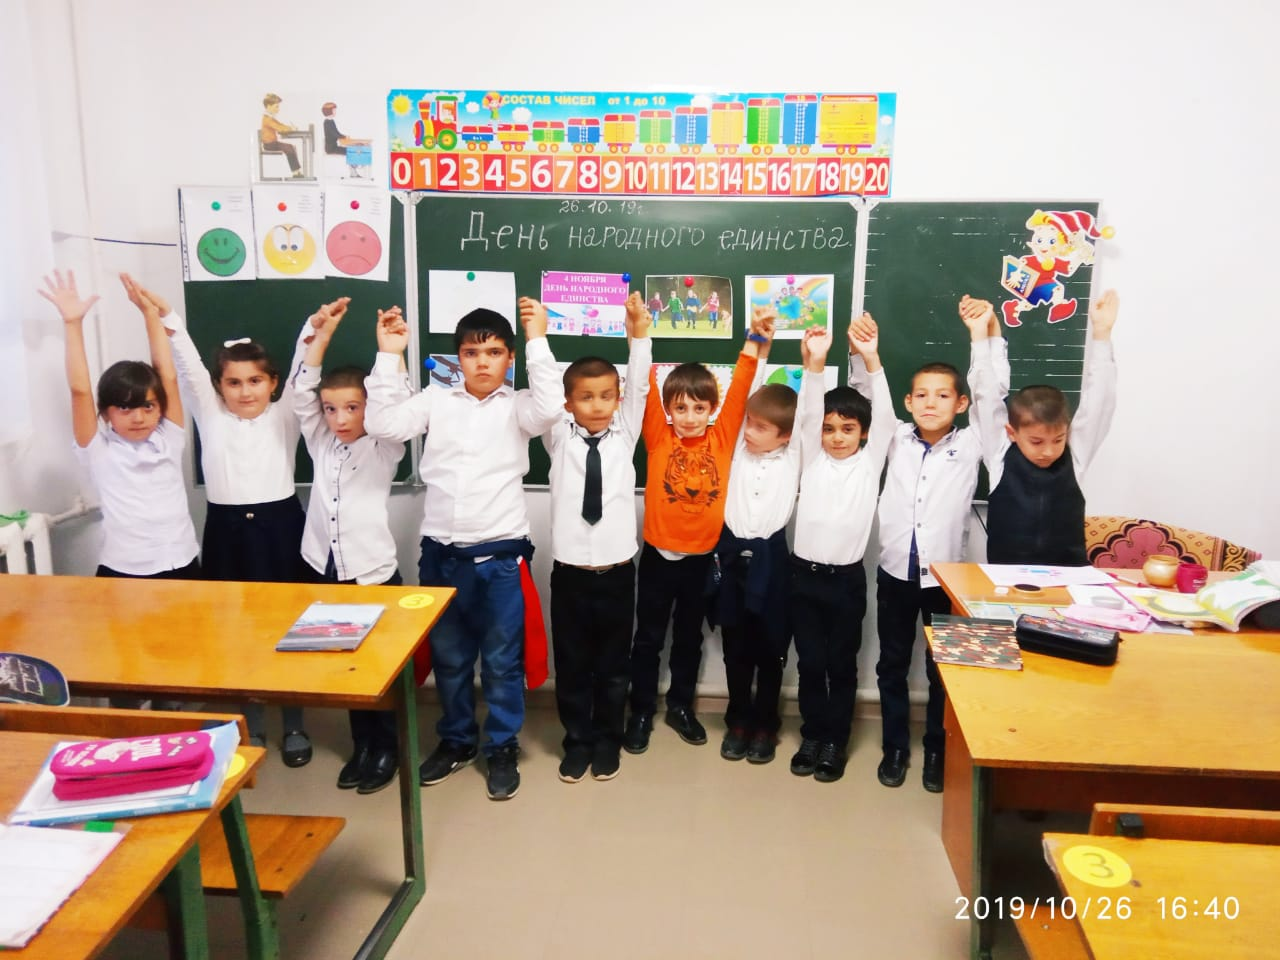 СОСТАВ ЧИСЕЛ от 1 до 10
0 1 2 3 4 5 6 7 8 9 10 11 12 13 14 15 16 17 18 19 20
26.10.19г.
День народного единства.
4 НОЯБРЯ
ДЕНЬ НАРОДНОГО
ЕДИНСТВА
3
3
2019/10/26 16:40